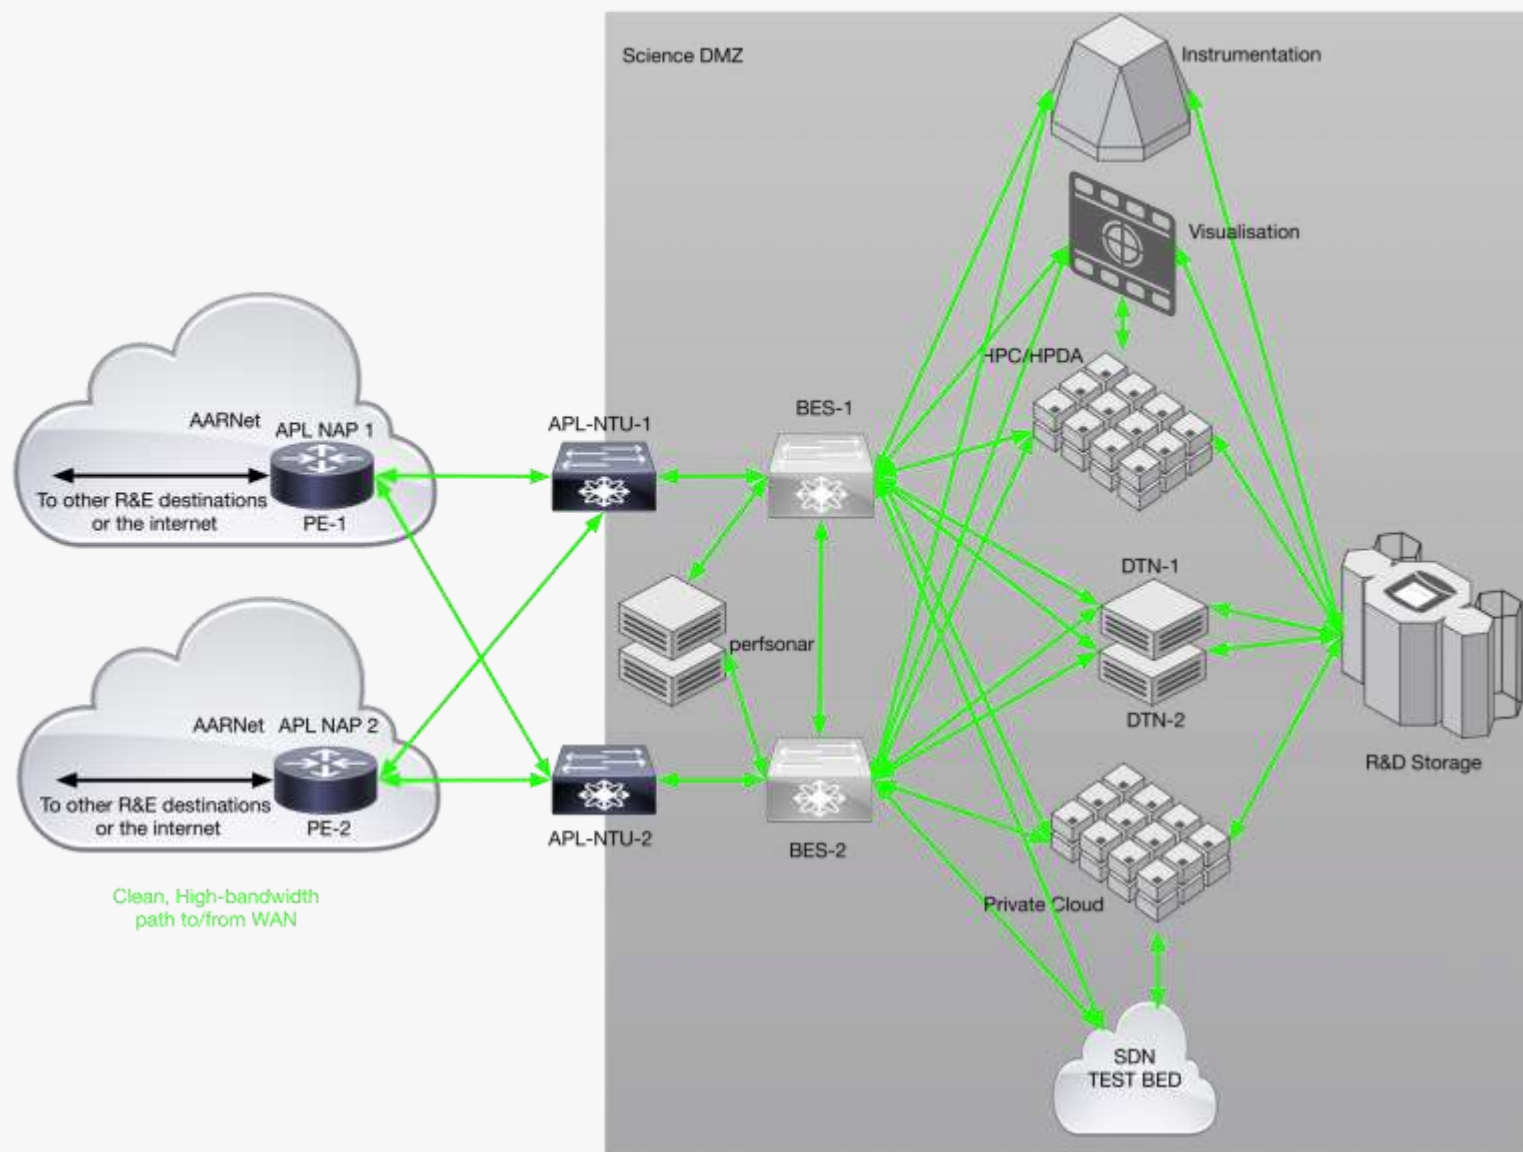 Science DMZ
Instrumentation
Visualisation
HPC/HPDA
AARNet
APL NAP 1
To other R&E destinations
or the internet
PE-1
APL-NTU-1
BES-1
perfsonar
DTN-1
DTN-2
R&D Storage
AARNet
APL NAP 2
To other R&E destinations
or the internet
PE-2
APL-NTU-2
BES-2
Clean, High-bandwidth
path to/from WAN
Private Cloud
SDN
TEST BED